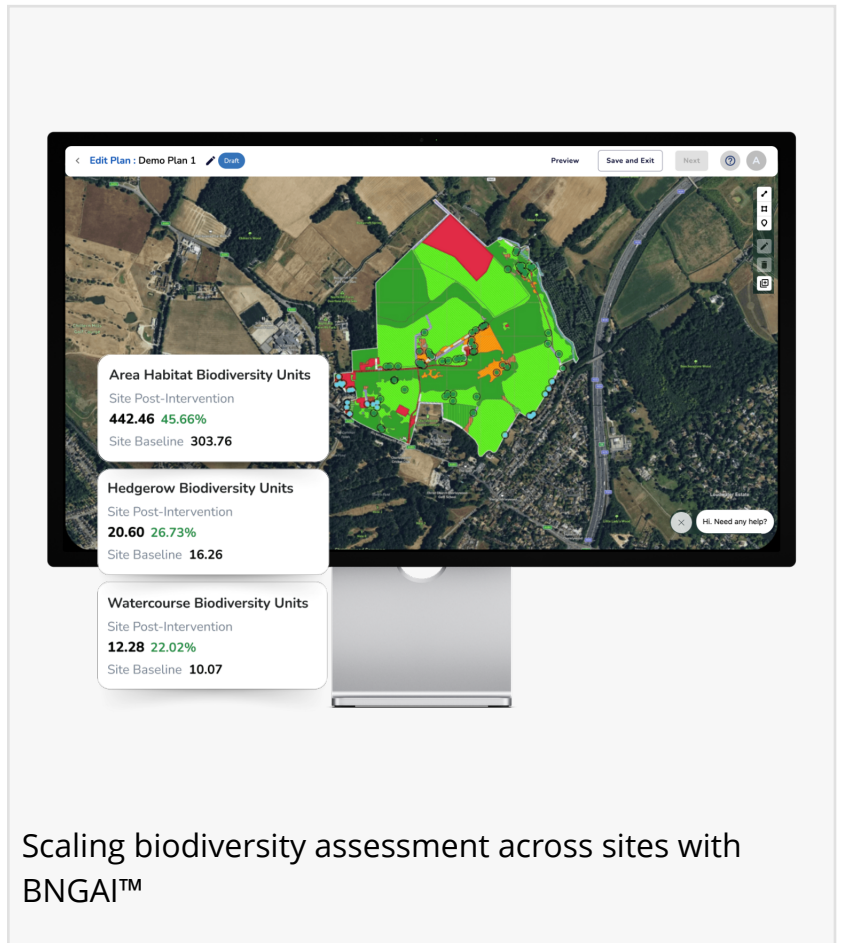 Edit Plan : Demo Plan 1 Draft Preview Save and Exit Next A
Area Habitat Biodiversity Units
Site Post-Intervention
442.46 45.66%
Site Baseline 303.76
Hedgerow Biodiversity Units
Site Post-Intervention
20.60 26.73%
Site Baseline 16.26
Hi. Need any help?
Watercourse Biodiversity Units
Site Post-Intervention
12.28 22.02%
Site Baseline 10.07
Scaling biodiversity assessment across sites with
BNGAI™